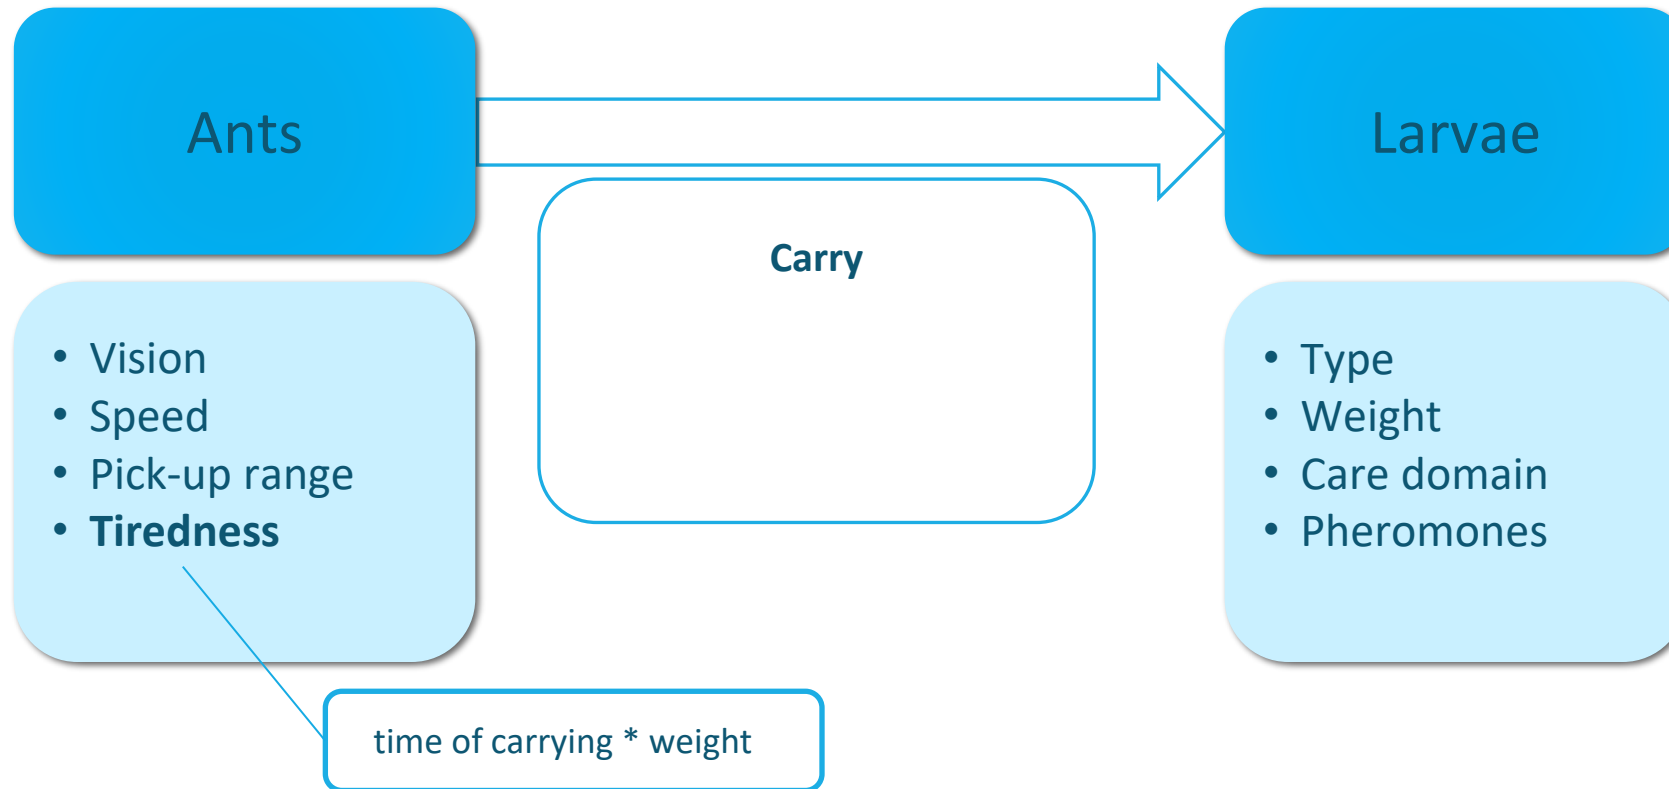 Ants
Larvae
Carry
• Vision
• Speed
• Pick-up range
• Tiredness
• Type
• Weight
• Care domain
• Pheromones
time of carrying * weight